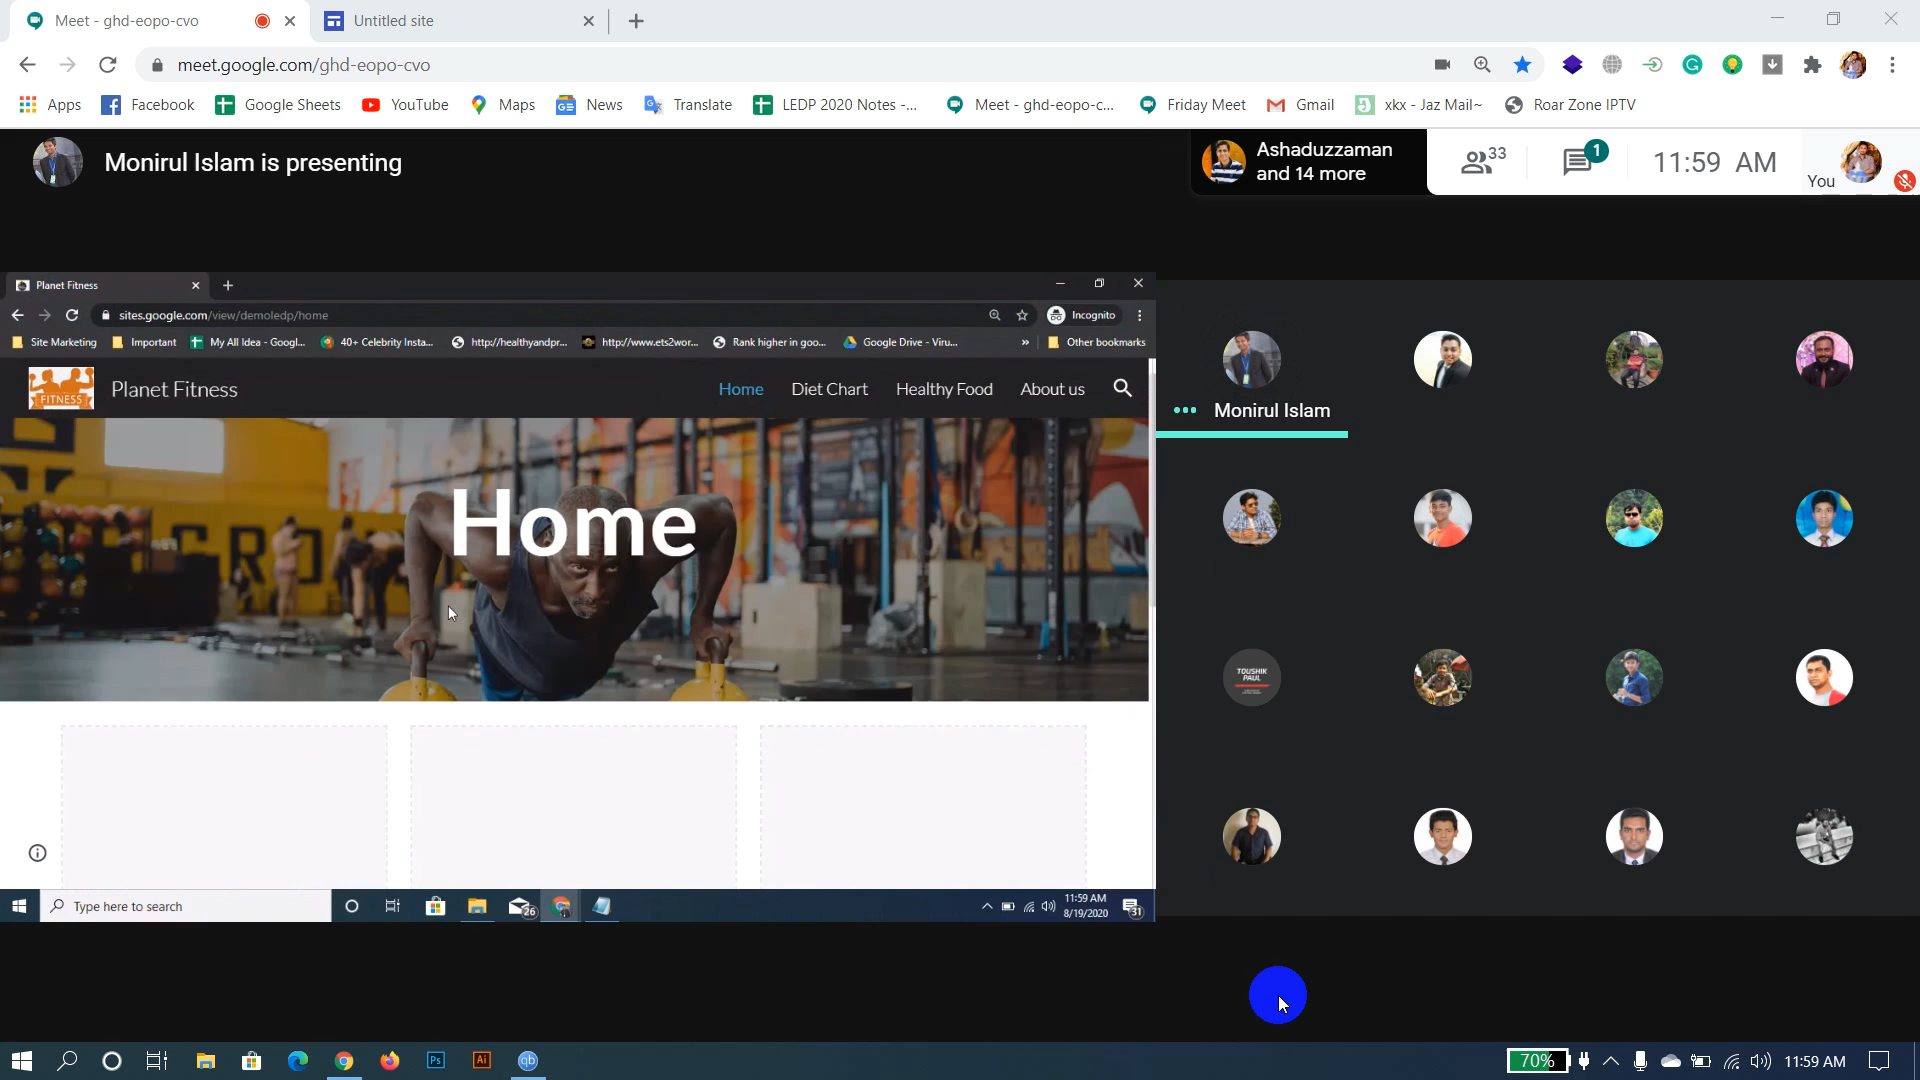 Meet - ghd-eopo-cvo
Untitled site
meet.google.com/ghd-eopo-cvo
Apps
Facebook
Google Sheets
YouTube
Maps
News
Translate
LEDP 2020 Notes -...
Meet - ghd-eopo-c...
Friday Meet
Gmail
xkx - Jaz Mail~
Roar Zone IPTV
Monirul Islam is presenting
Ashaduzzaman
and 14 more
33
1
11:59 AM
You
Planet Fitness
sites.google.com/view/demoledp/home
Incognito
Site Marketing
Important
My All Idea - Googl...
40+ Celebrity Insta...
http://healthyandpr...
http://www.ets2wor...
Rank higher in goo...
Google Drive - Viru...
»
Other bookmarks
FITNESS
Planet Fitness
Home
Diet Chart
Healthy Food
About us
Home
Monirul Islam
TOUSHIK
PAUL
Type here to search
26
11:59 AM
8/19/2020
31
Ps
Ai
qb
70%
11:59 AM